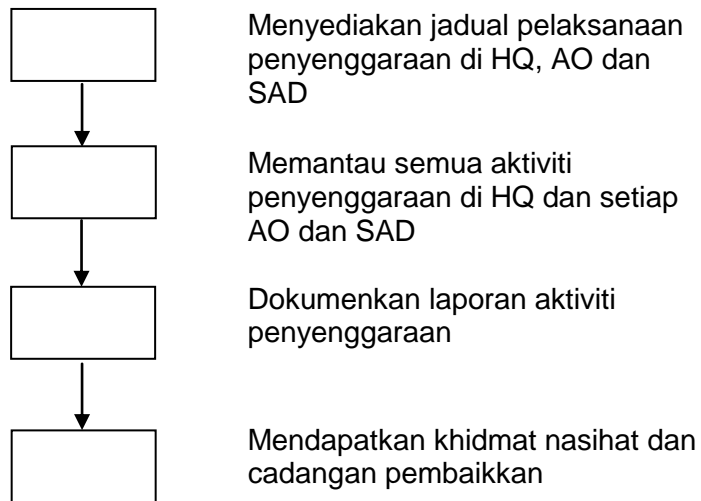 Menyediakan jadual pelaksanaan
penyenggaraan di HQ, AO dan
SAD
Memantau semua aktiviti
penyenggaraan di HQ dan setiap
AO dan SAD
Dokumenkan laporan aktiviti
penyenggaraan
Mendapatkan khidmat nasihat dan
cadangan pembaikkan